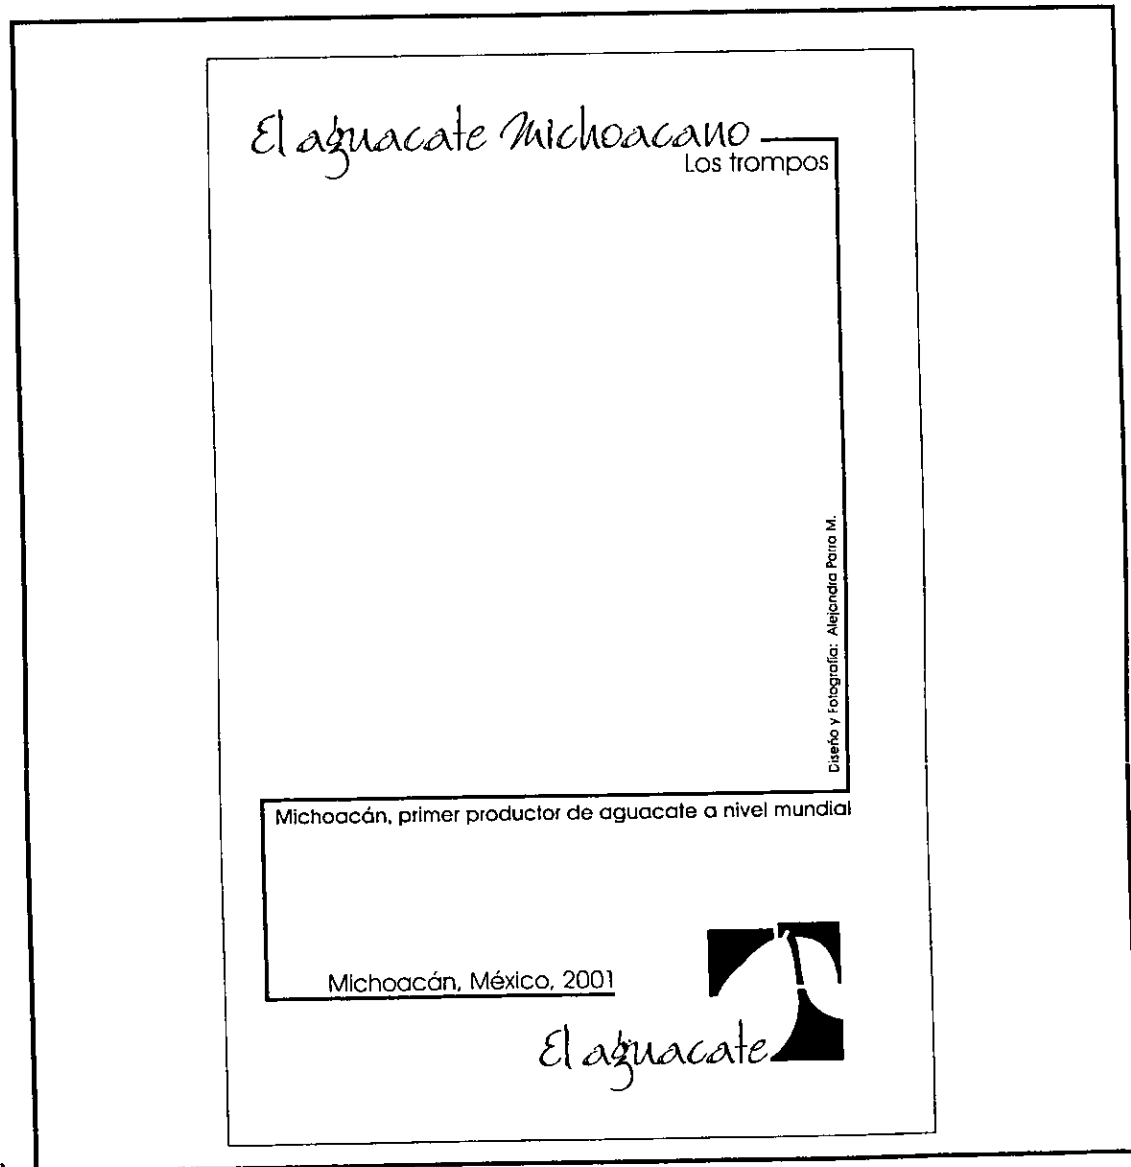 El aguacate Michoacano
Los trompos
Diseño y Fotografía: Alejandra Parra M.
Michoacán, primer productor de aguacate a nivel mundial
Michoacán, México, 2001
El aguacate